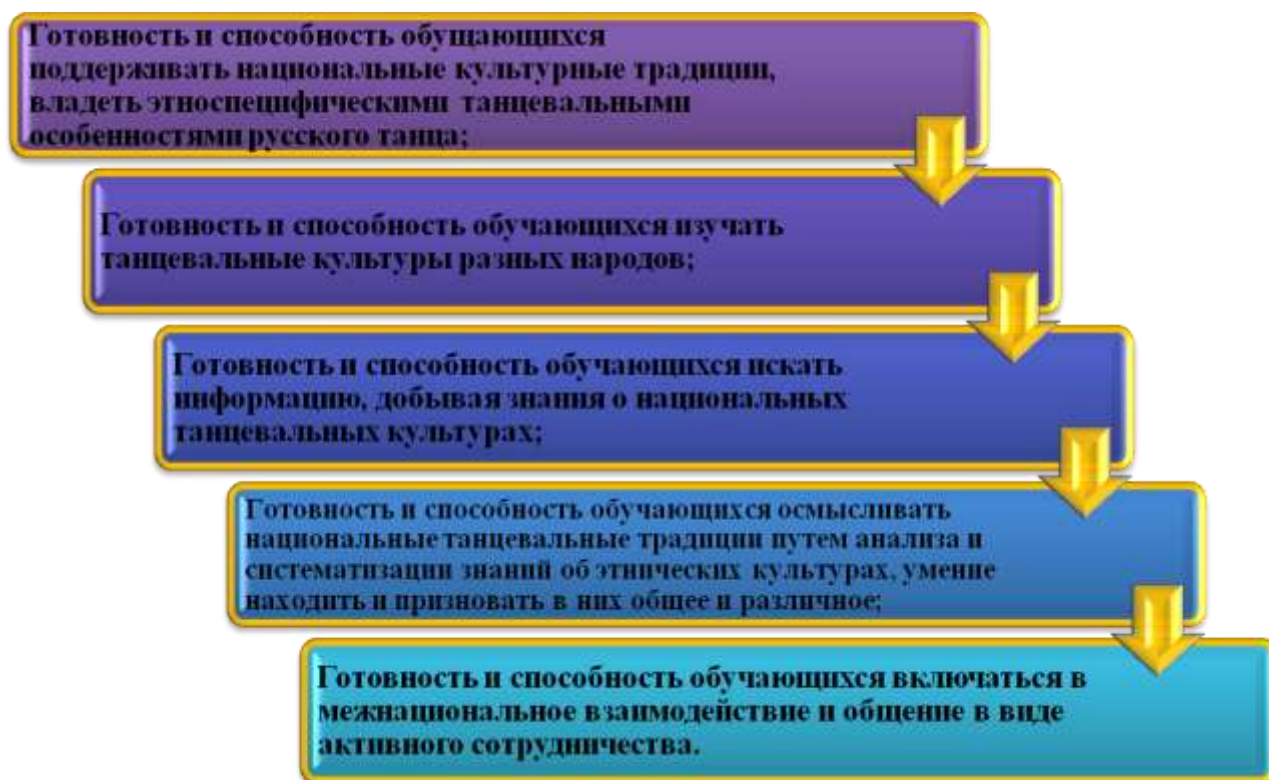 Готовность и способность обущающихся
поддерживать национальные культурные традиции,
владеть этноспецифическими танцевальными
особенностями русского танца;
Готовность и способность обучающихся изучать
танцевальные культуры разных народов;
Готовность и способность обучающихся искать
информацию, добывая знания о национальных
танцевальных культурах;
Готовность и способность обучающихся осмысливать
национальные танцевальные традиции путем анализа и
систематизации знаний об этнических культурах, умение
находить и призновать в них общее и различное;
Готовность и способность обучающихся включаться в
межнациональное взаимодействие и общение в виде
активного сотрудничества.